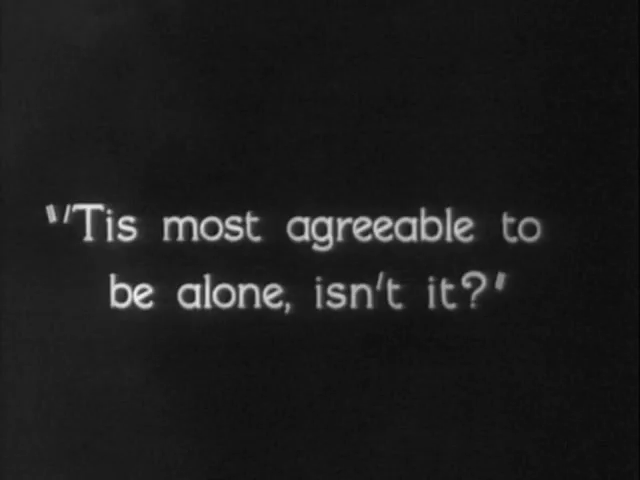 "'Tis most agreeable to
be alone, isn't it?"